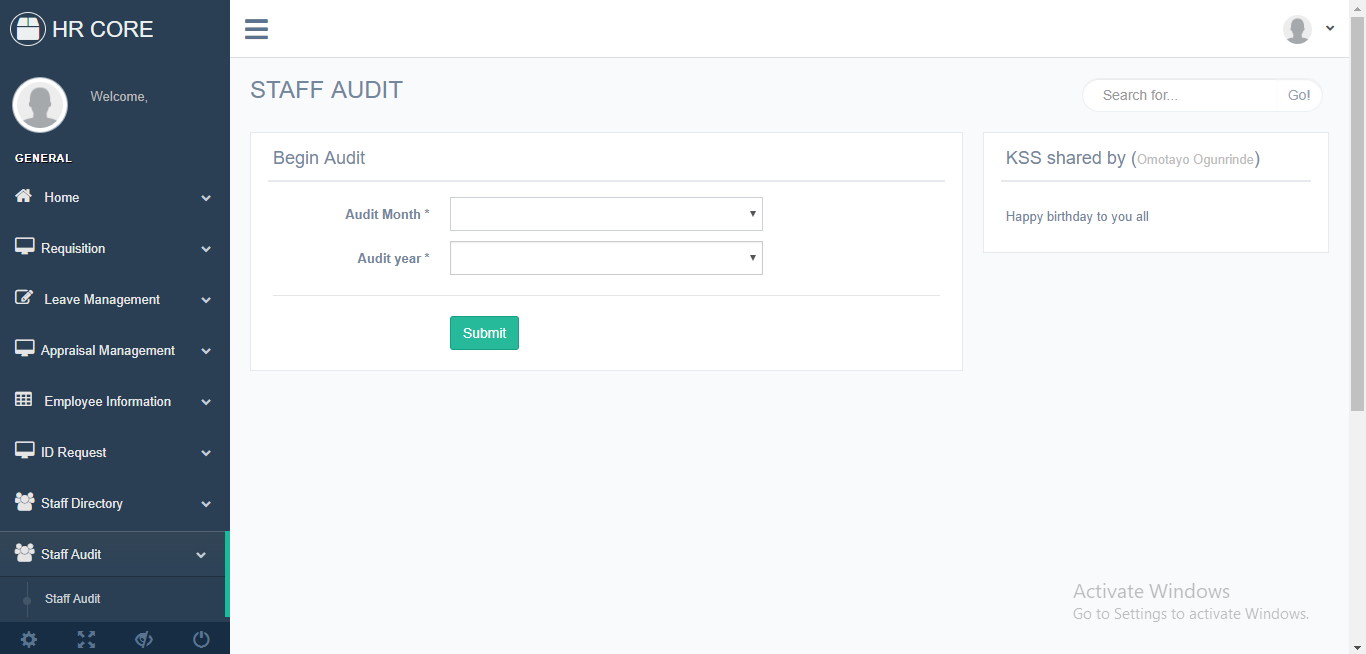 HR CORE
Welcome,
GENERAL
Home
Requisition
Leave Management
Appraisal Management
Employee Information
ID Request
Staff Directory
Staff Audit
Staff Audit
STAFF AUDIT
Search for... Go!
Begin Audit
Audit Month *
Audit year *
Submit
KSS shared by (Omotayo Ogunrinde)
Happy birthday to you all
Activate Windows
Go to Settings to activate Windows.